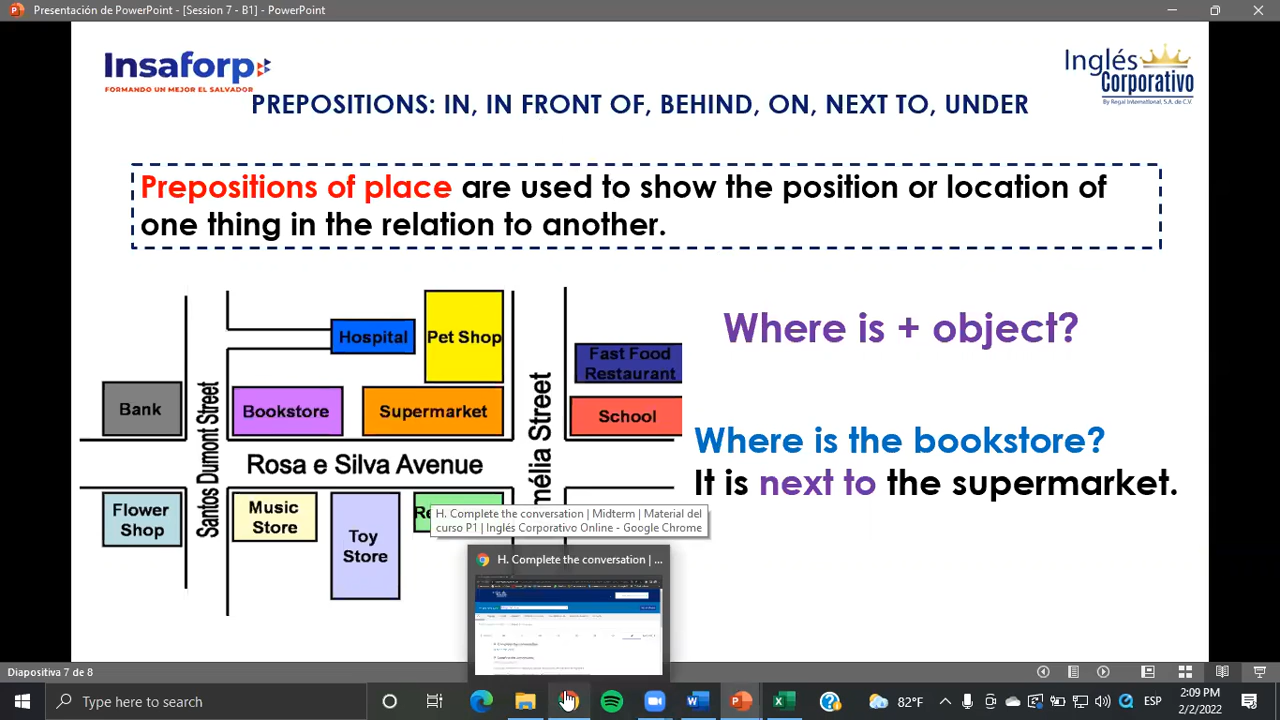 Presentación de PowerPoint - [Session 7 - B1] - PowerPoint
Insaforp
FORMANDO UN MEJOR EL SALVADOR
Inglés
Corporativo
By Regal International, S.A. de C.V.
PREPOSITIONS: IN, IN FRONT OF, BEHIND, ON, NEXT TO, UNDER
Prepositions of place are used to show the position or location of
one thing in the relation to another.
Hospital
Pet Shop
Fast Food
Restaurant
Bank
Santos Dumont Street
Bookstore
Supermarket
mélia Street
School
Rosa e Silva Avenue
Flower
Shop
Music
Store
Toy
Store
Re
Where is + object?
Where is the bookstore?
It is next to the supermarket.
H. Complete the conversation | Midterm | Material del
curso P1 | Inglés Corporativo Online - Google Chrome
H. Complete the conversation | ...
Diapositiva 7 de 8
Type here to search
82°F
ESP
2:09 PM
2/2/2022